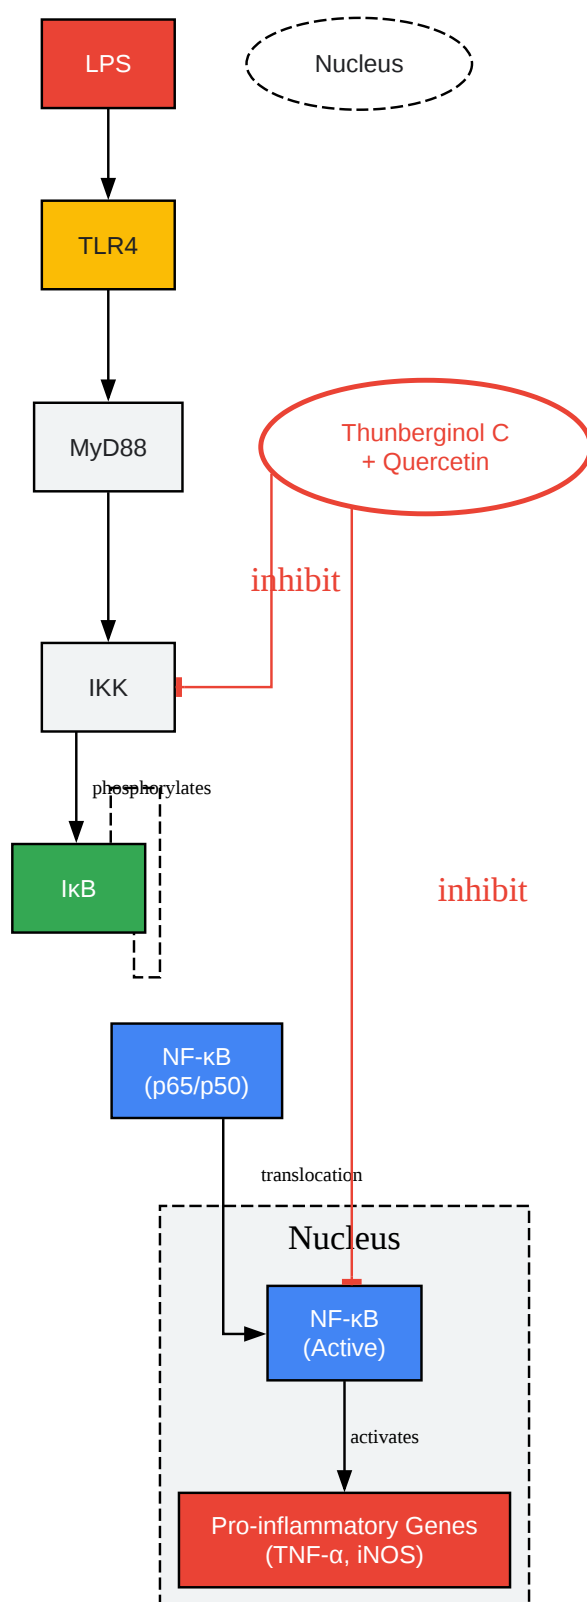 LPS
Nucleus
TLR4
MyD88
Thunberginol C
+ Quercetin
inhibit
IKK
phosphorylates
IκB
inhibit
NF-κB
(p65/p50)
translocation
Nucleus
NF-κB
(Active)
activates
Pro-inflammatory Genes
(TNF-α, iNOS)